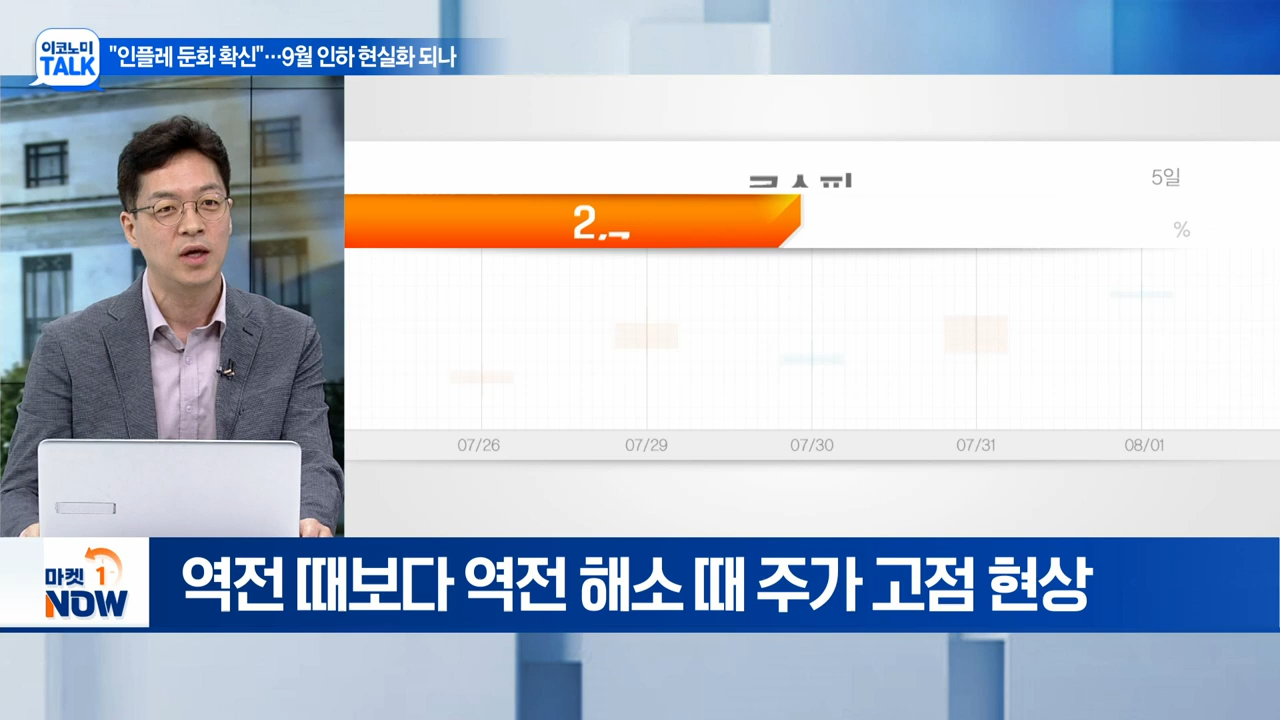 이코노미
TALK
"인플레 둔화 확신"…9월 인하 현실화 되나
5일
%
07/26
07/29
07/30
07/31
08/01
마켓 1
NOW
역전 때보다 역전 해소 때 주가 고점 현상